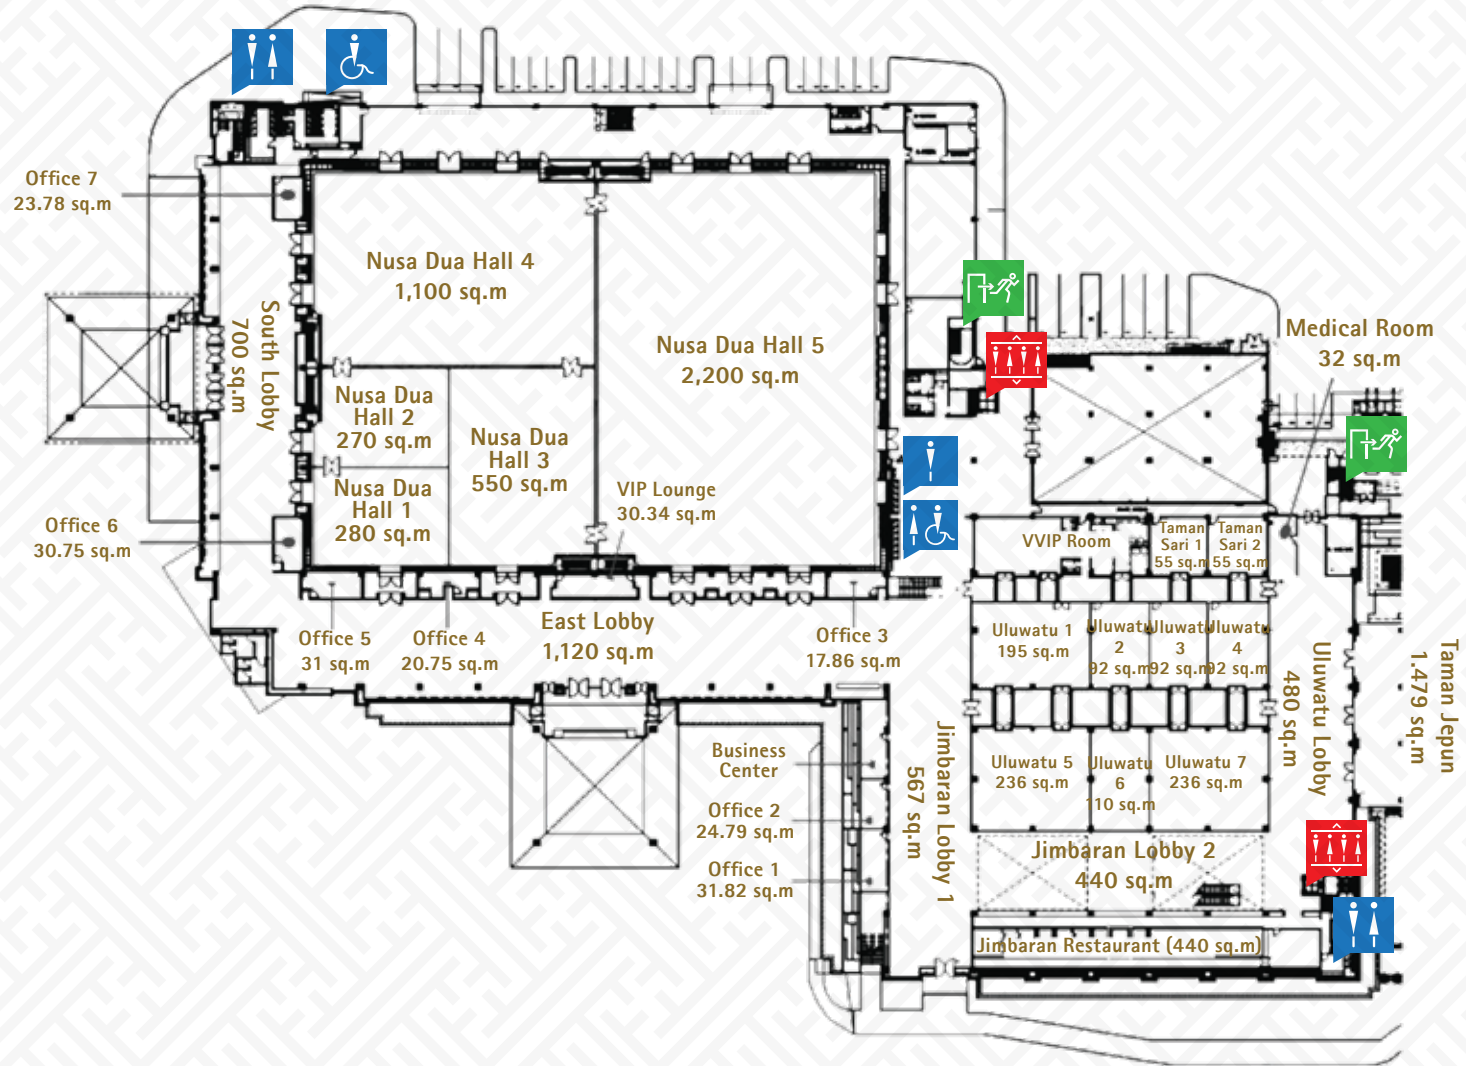 Office 7
23.78 sq.m
Nusa Dua Hall 4
1,100 sq.m
South Lobby
700 sq.m
Nusa Dua Hall 5
2,200 sq.m
Medical Room
32 sq.m
Nusa Dua
Hall 2
270 sq.m
Nusa Dua
Hall 3
550 sq.m
Nusa Dua
Hall 1
280 sq.m
VIP Lounge
30.34 sq.m
Office 6
30.75 sq.m
VVIP Room
Taman
Sari 1
55 sq.m
Taman
Sari 2
55 sq.m
Office 5
31 sq.m
Office 4
20.75 sq.m
East Lobby
1,120 sq.m
Office 3
17.86 sq.m
Uluwatu 1
195 sq.m
Uluwatu
2
92 sq.m
Uluwatu
3
92 sq.m
Uluwatu
4
92 sq.m
Uluwatu Lobby
480 sq.m
Taman Jepun
1.479 sq.m
Business
Center
Office 2
24.79 sq.m
Office 1
31.82 sq.m
Jimbaran Lobby 1
567 sq.m
Uluwatu 5
236 sq.m
Uluwatu
6
110 sq.m
Uluwatu 7
236 sq.m
Jimbaran Lobby 2
440 sq.m
Jimbaran Restaurant (440 sq.m)